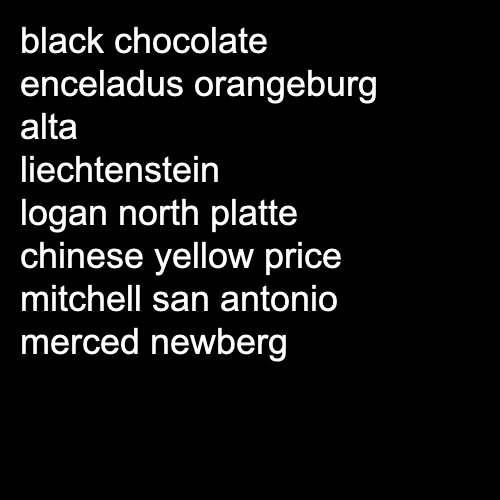 black chocolate
enceladus orangeburg
alta
liechtenstein
logan north platte
chinese yellow price
mitchell san antonio
merced newberg